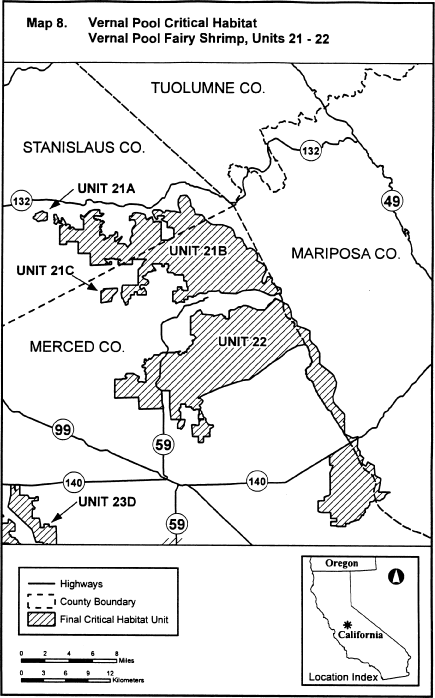 Map 8. Vernal Pool Critical Habitat
Vernal Pool Fairy Shrimp, Units 21 - 22
TUOLUMNE CO.
STANISLAUS CO.
132
132
UNIT 21A
49
UNIT 21B
MARIPOSA CO.
UNIT 21C
MERCED CO.
UNIT 22
99
59
140
140
UNIT 23D
59
Highways
County Boundary
Final Critical Habitat Unit
0 2 4 6 8
Miles
0 3 6 9 12
Kilometers
Oregon
California
Location Index